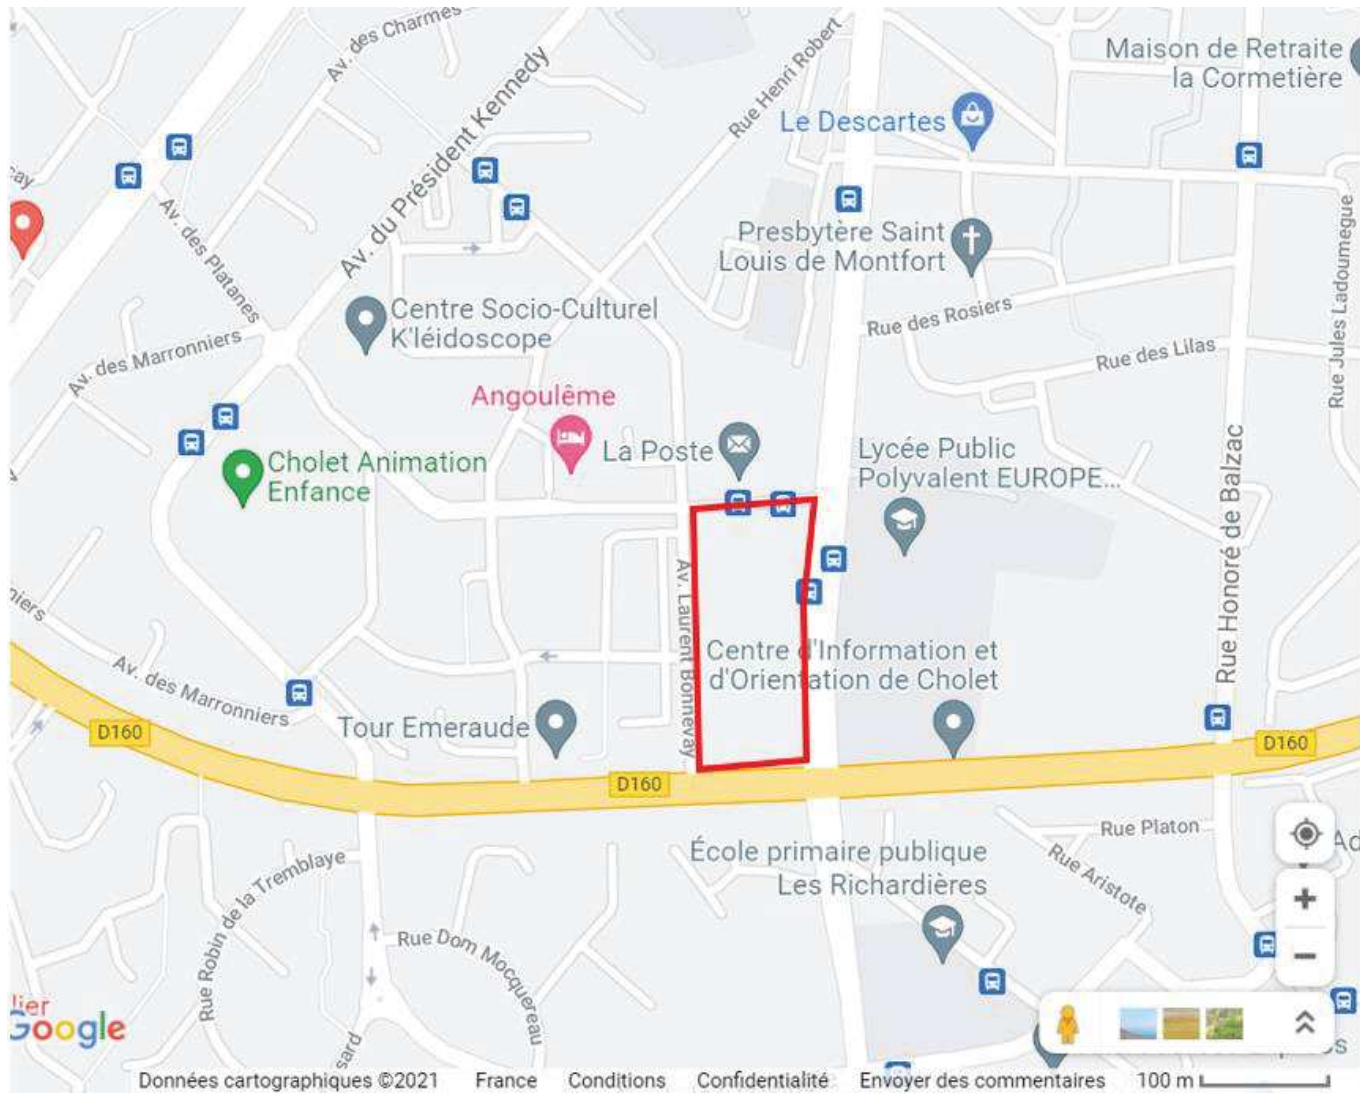 Av. des Charmes
Rue Henri Robert
Maison de Retraite
la Cormetière
Av. du Président Kennedy
Le Descartes
Av. des Platanes
Presbytère Saint
Louis de Montfort
Rue Jules Ladoumegue
Centre Socio-Culturel
K'léidoscope
Rue des Rosiers
Av. des Marronniers
Rue des Lilas
Angoulême
La Poste
Lycée Public
Polyvalent EUROPE...
Cholet Animation
Enfance
Rue Honoré de Balzac
Av. Laurent Bonnevay
niers
Centre d'Information et
d'Orientation de Cholet
Av. des Marronniers
Tour Emeraude
D160
D160
D160
Rue Platon
École primaire publique
Les Richardières
Rue Aristote
Ad
Rue Robin de la Tremblaye
Rue Dom Mocquereau
sard
lier
Google
Données cartographiques ©2021 France Conditions Confidentialité Envoyer des commentaires 100 m